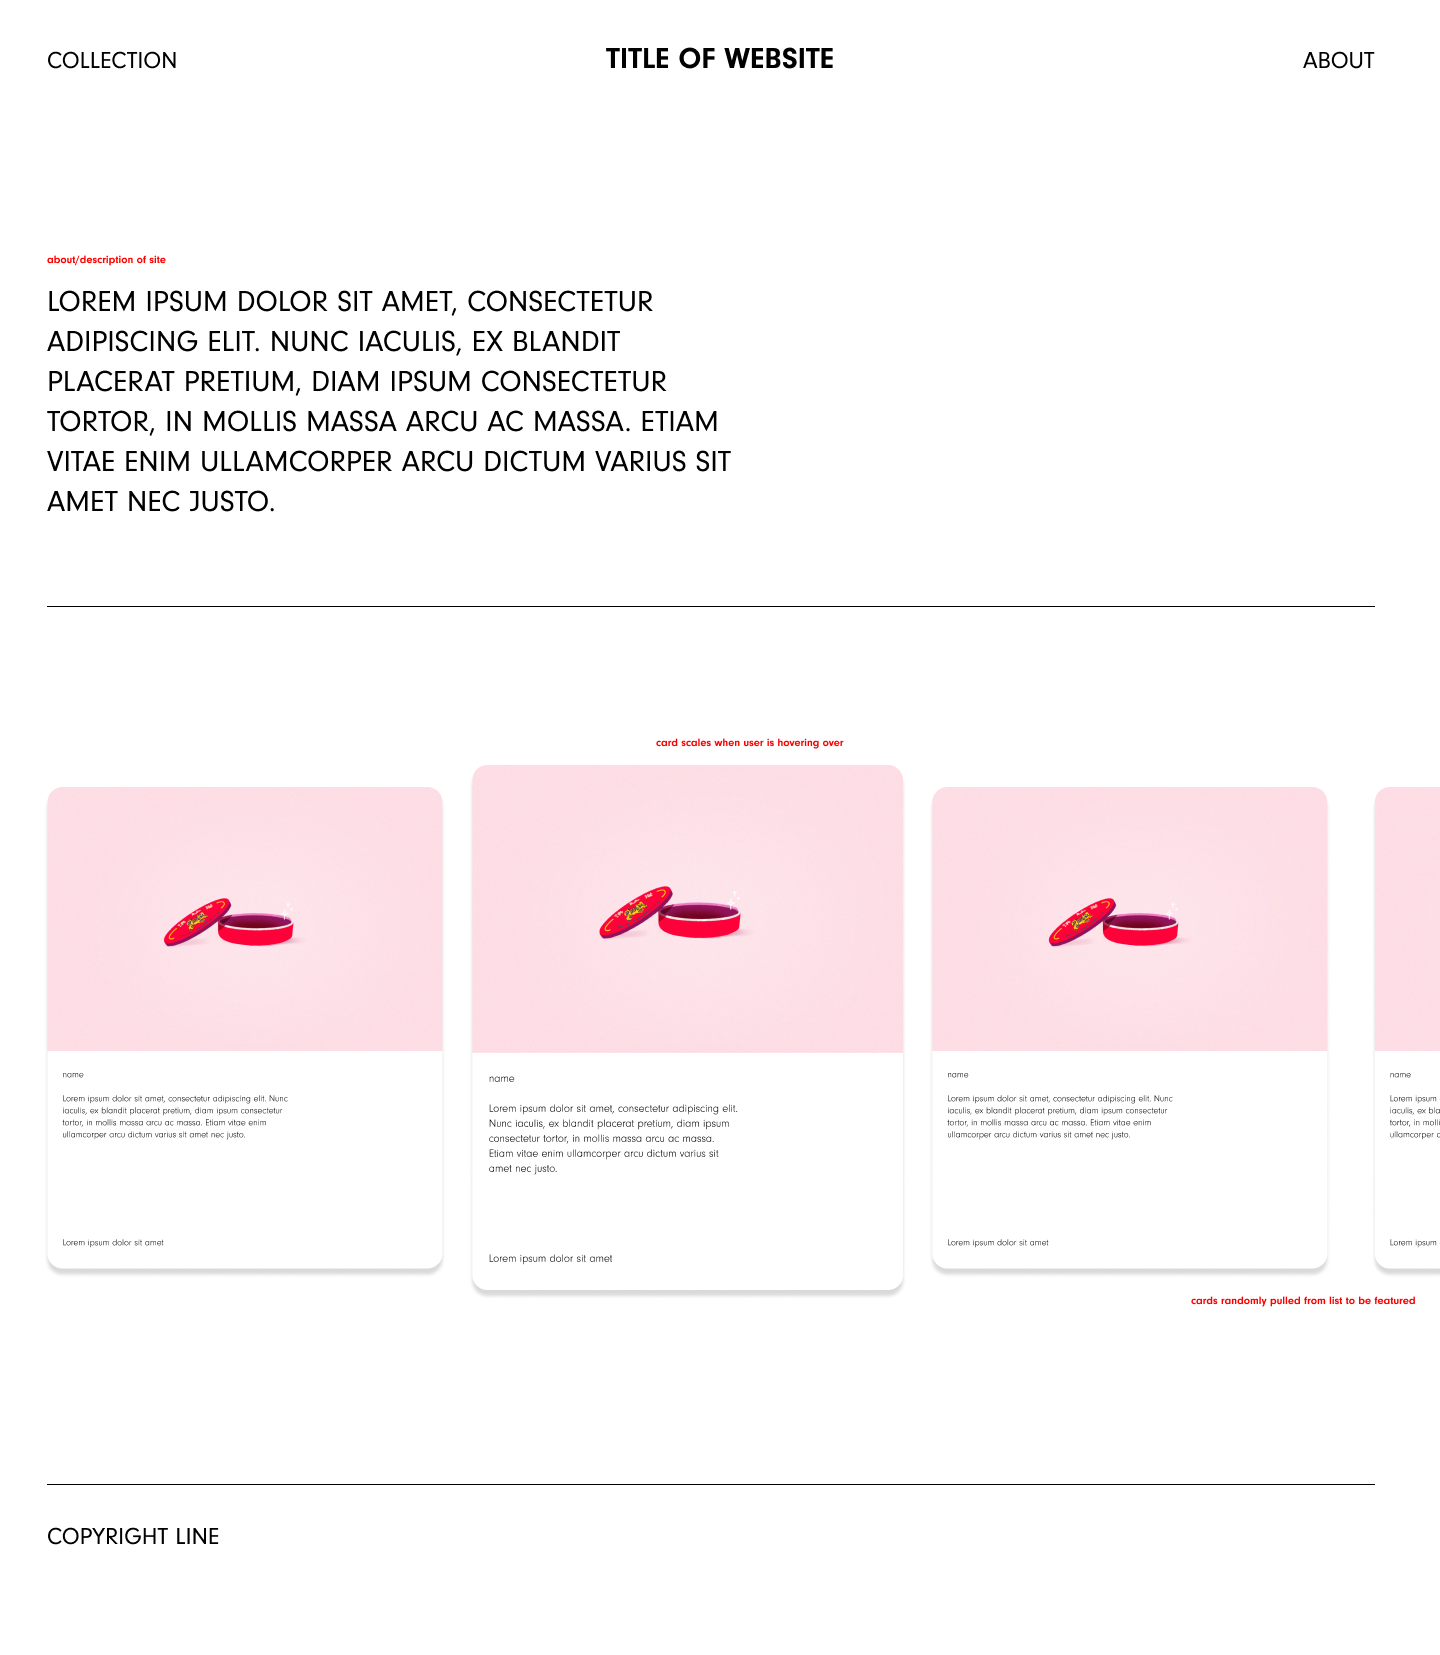 COLLECTION
TITLE OF WEBSITE
ABOUT
about/description of site
LOREM IPSUM DOLOR SIT AMET, CONSECTETUR
ADIPISCING ELIT. NUNC IACULIS, EX BLANDIT
PLACERAT PRETIUM, DIAM IPSUM CONSECTETUR
TORTOR, IN MOLLIS MASSA ARCU AC MASSA. ETIAM
VITAE ENIM ULLAMCORPER ARCU DICTUM VARIUS SIT
AMET NEC JUSTO.
card scales when user is hovering over
name
Lorem ipsum dolor sit amet, consectetur adipiscing elit. Nunc
iaculis, ex blandit placerat pretium, diam ipsum consectetur
tortor, in mollis massa arcu ac massa. Etiam vitae enim
ullamcorper arcu dictum varius sit amet nec justo.
Lorem ipsum dolor sit amet
name
Lorem ipsum dolor sit amet, consectetur adipiscing elit.
Nunc iaculis, ex blandit placerat pretium, diam ipsum
consectetur tortor, in mollis massa arcu ac massa.
Etiam vitae enim ullamcorper arcu dictum varius sit
amet nec justo.
Lorem ipsum dolor sit amet
name
Lorem ipsum dolor sit amet, consectetur adipiscing elit. Nunc
iaculis, ex blandit placerat pretium, diam ipsum consectetur
tortor, in mollis massa arcu ac massa. Etiam vitae enim
ullamcorper arcu dictum varius sit amet nec justo.
Lorem ipsum dolor sit amet
name
Lorem ipsum
iaculis, ex
tortor, in
ullamcorper
Lorem ipsum
cards randomly pulled from list to be featured
COPYRIGHT LINE